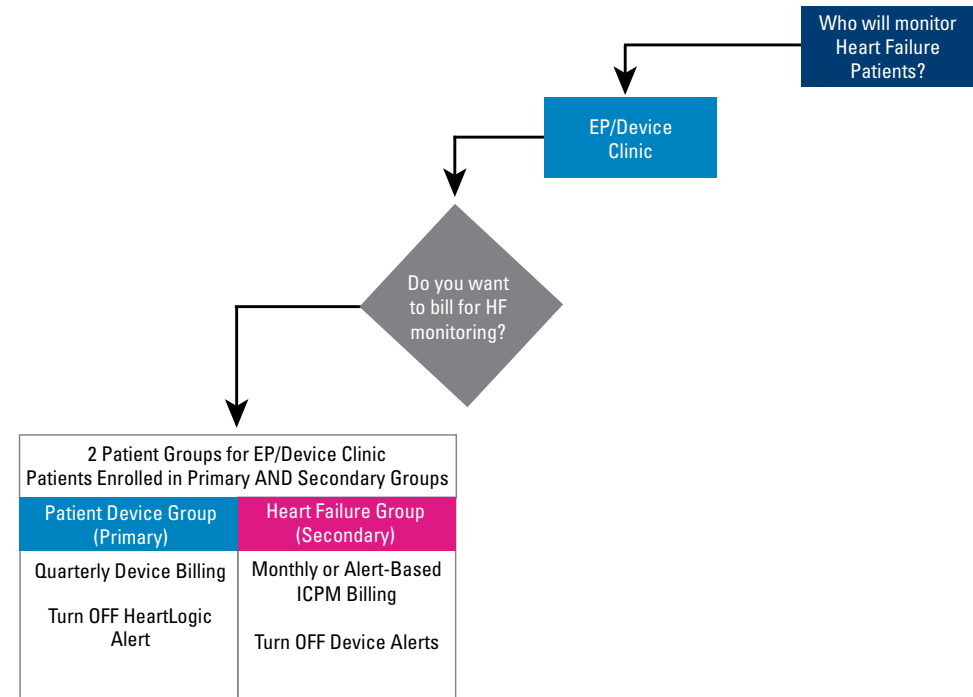 Who will monitor
Heart Failure
Patients?
EP/Device
Clinic
Do you want
to bill for HF
monitoring?
2 Patient Groups for EP/Device Clinic
Patients Enrolled in Primary AND Secondary Groups
Patient Device Group
(Primary)
Heart Failure Group
(Secondary)
Quarterly Device Billing
Turn OFF HeartLogic
Alert
Monthly or Alert-Based
ICPM Billing
Turn OFF Device Alerts